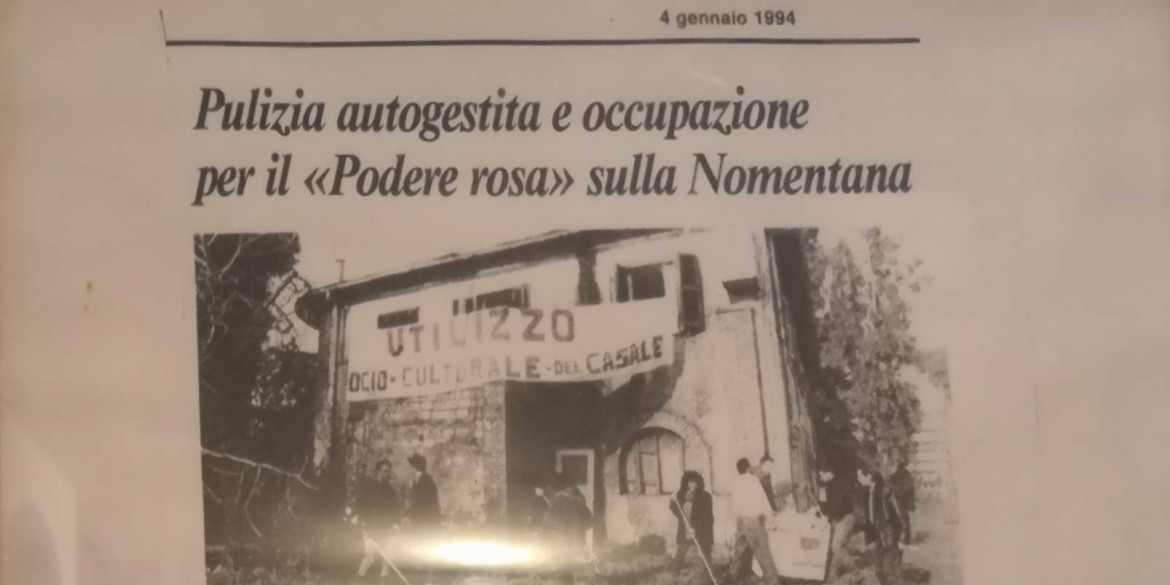 4 gennaio 1994
Pulizia autogestita e occupazione
per il «Podere rosa» sulla Nomentana
UTILIZZO
OCIO-CULTURALE-DEL CASALE